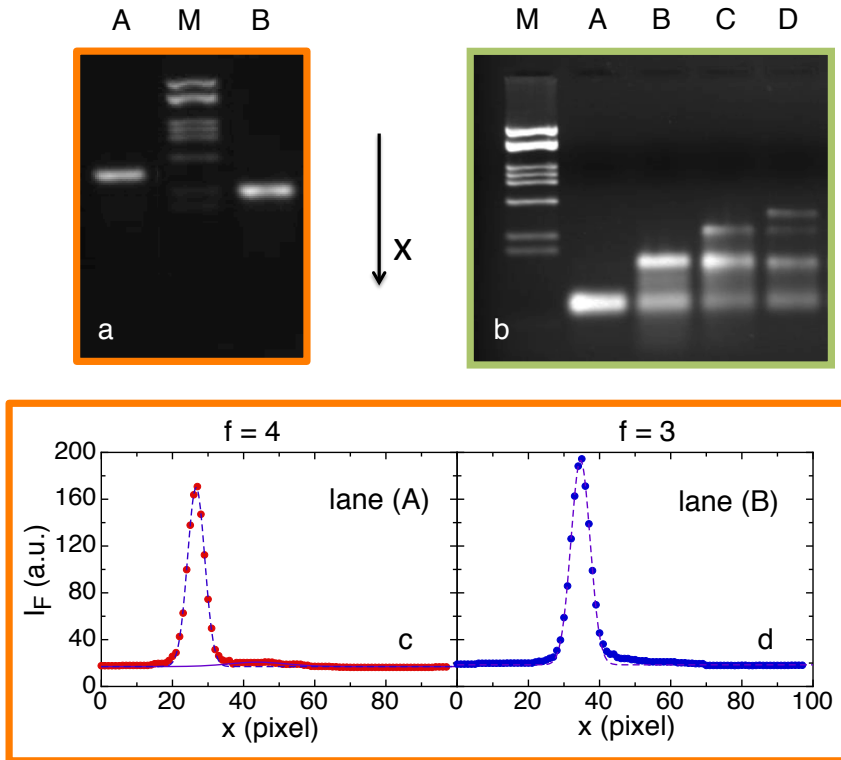 A M B
M A B C D
a
X
b
f = 4 f = 3
200
160
120
80
40
0
I_F (a.u.)
lane (A)
lane (B)
c
d
0 20 40 60 80 0 20 40 60 80 100
x (pixel) x (pixel)